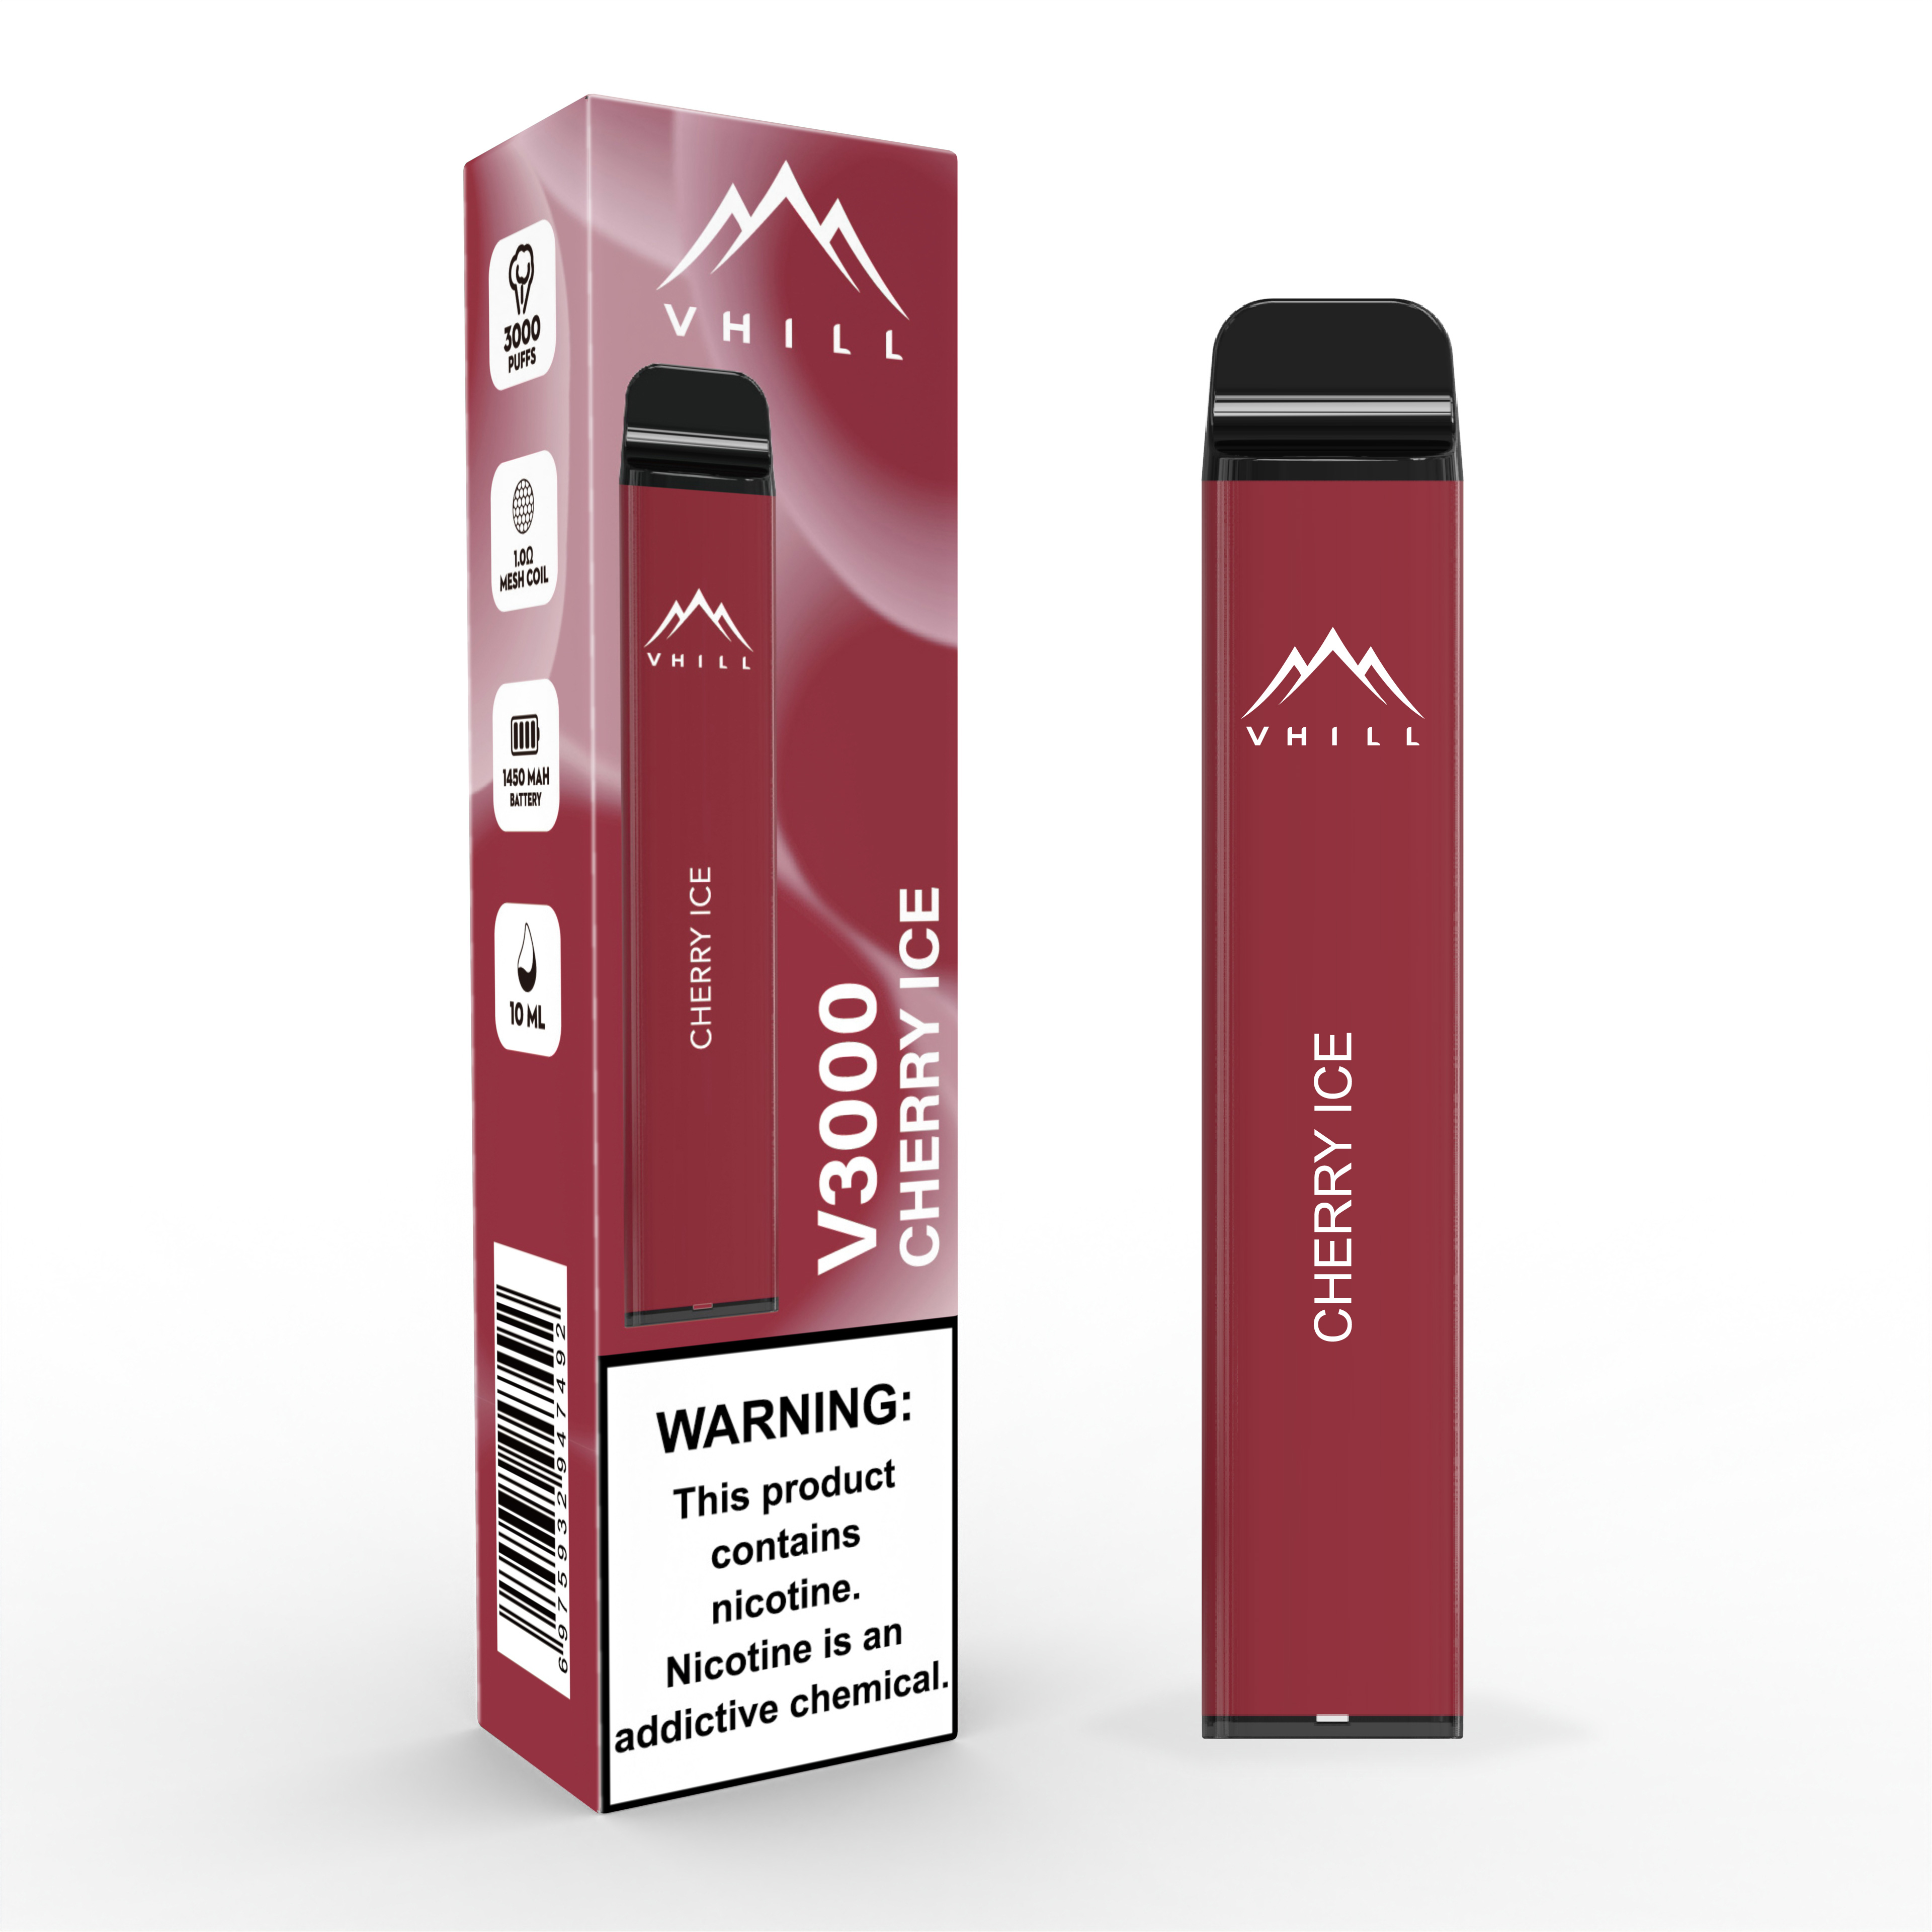 3000
PUFFS
1.0Ω
MESH COIL
1450 MAH
BATTERY
10 ML
6975932947492
VHILL
VHILL
CHERRY ICE
V3000
CHERRY ICE
WARNING:
This product
contains
nicotine.
Nicotine is an
addictive chemical.
VHILL
CHERRY ICE